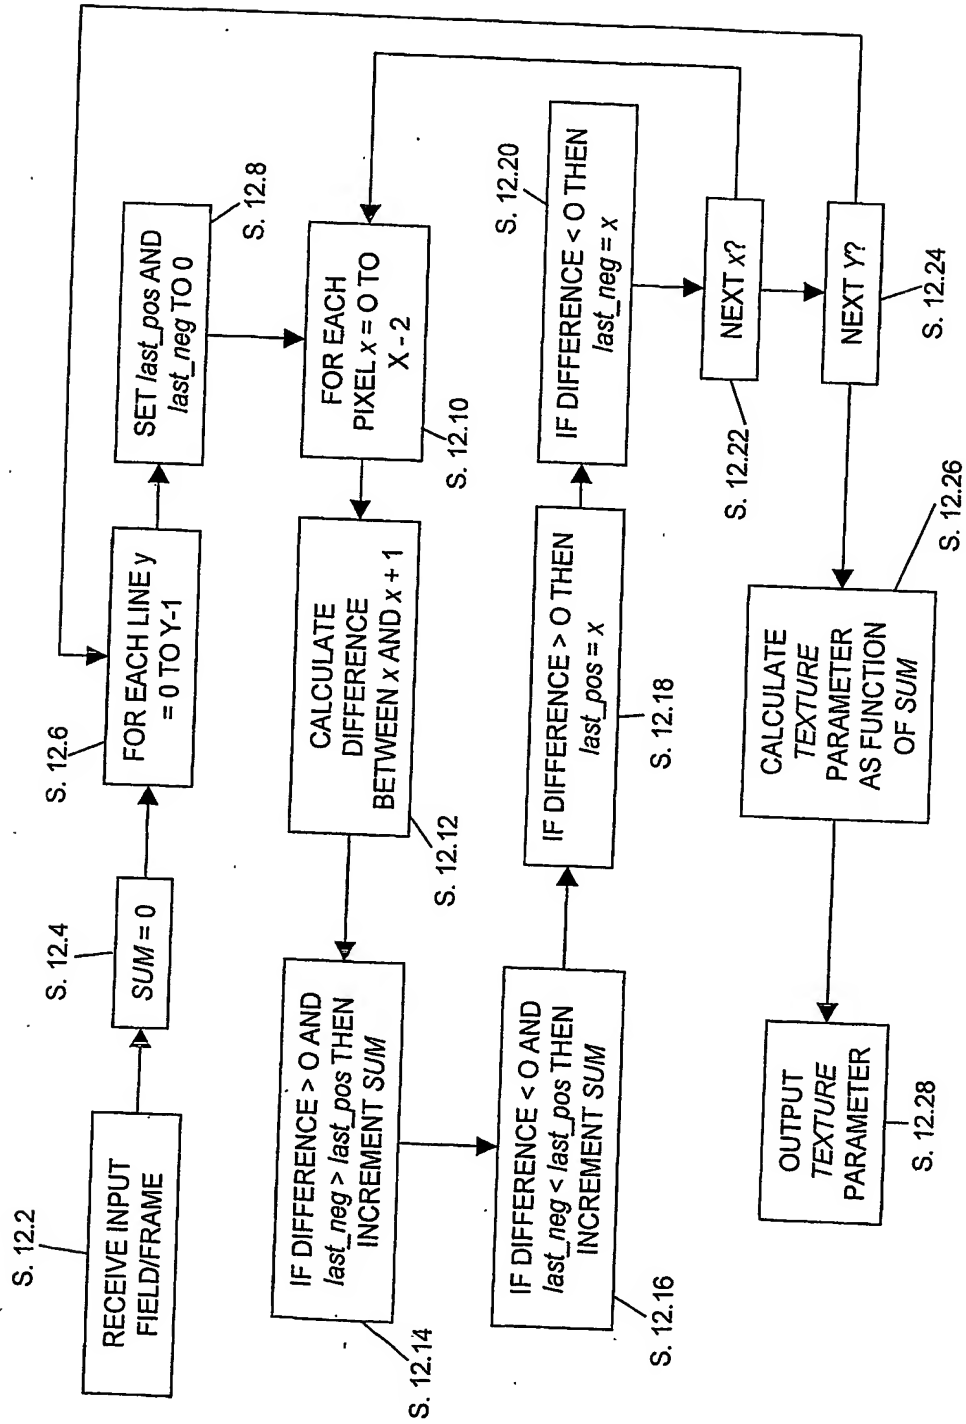 S. 12.2
RECEIVE INPUT
FIELD/FRAME
S. 12.4
SUM = 0
S. 12.6
FOR EACH LINE y
= 0 TO Y-1
SET last_pos AND
last_neg TO 0
S. 12.8
FOR EACH
PIXEL x = O TO
X - 2
S. 12.10
CALCULATE
DIFFERENCE
BETWEEN x AND x + 1
S. 12.12
IF DIFFERENCE > O AND
last_neg > last_pos THEN
INCREMENT SUM
S. 12.14
IF DIFFERENCE < O AND
last_neg < last_pos THEN
INCREMENT SUM
S. 12.16
IF DIFFERENCE > O THEN
last_pos = x
S. 12.18
S. 12.20
IF DIFFERENCE < O THEN
last_neg = x
NEXT x?
S. 12.22
NEXT Y?
S. 12.24
S. 12.26
CALCULATE
TEXTURE
PARAMETER
AS FUNCTION
OF SUM
OUTPUT
TEXTURE
PARAMETER
S. 12.28